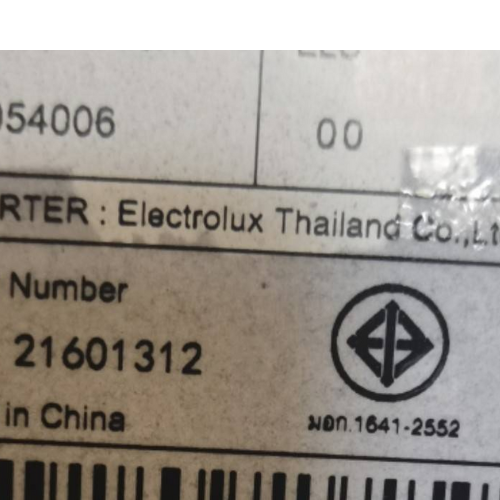 054006
00
RTER : Electrolux Thailand Co.,Lt
Number
21601312
in China
มอก.1641-2552